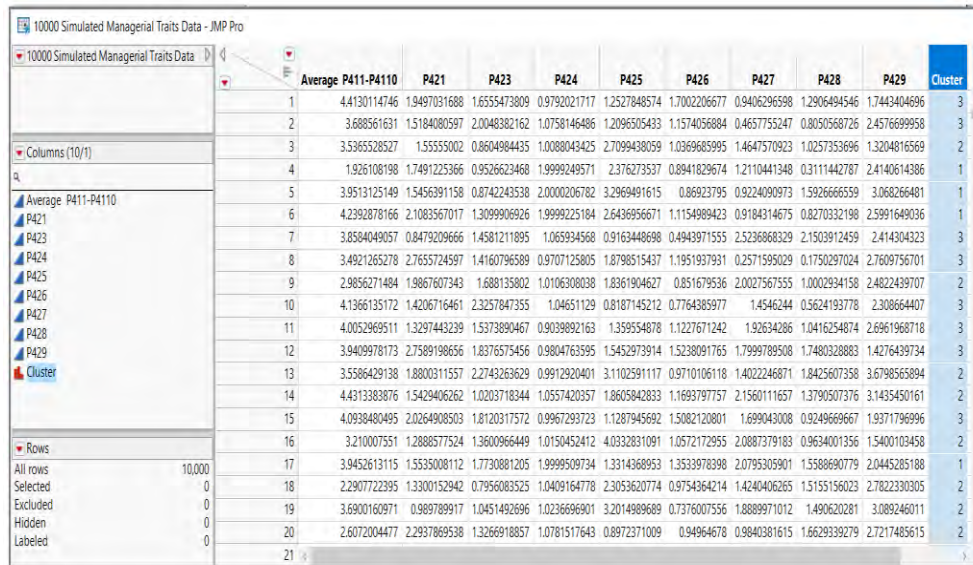 10000 Simulated Managerial Traits Data - JMP Pro
10000 Simulated Managerial Traits Data
Columns (10/1)
Average P411-P4110
P421
P423
P424
P425
P426
P427
P428
P429
Cluster
Rows
All rows 10,000
Selected 0
Excluded 0
Hidden 0
Labeled 0
Average P411-P4110 P421 P423 P424 P425 P426 P427 P428 P429 Cluster
1 4.4130114746 1.9497031688 1.6555473809 0.9792021717 1.2527848574 1.7002206677 0.9406296598 1.2906494546 1.7443404696 3
2 3.688561631 1.5184080597 2.0048382162 1.0758146486 1.2096505433 1.1574056884 0.4657755247 0.8050568726 2.4576699958 3
3 3.5365528527 1.55555002 0.8604984435 1.0088043425 2.7099438059 1.0369685995 1.4647570923 1.0257353696 1.3204816569 2
4 1.926108198 1.7491225366 0.9526623468 1.9999249571 2.376273537 0.8941829674 1.2110441348 0.3111442787 2.4140614386 1
5 3.9513125149 1.5456391158 0.8742243538 2.0000206782 3.2969491615 0.86923795 0.9224090973 1.5926666559 3.068266481 1
6 4.2392878166 2.1083567017 1.3099906926 1.9999225184 2.6436956671 1.1154989423 0.9184314675 0.8270332198 2.5991649036 1
7 3.8584049057 0.8479209666 1.4581211895 1.065934568 0.9163448698 0.4943971555 2.5236868329 2.1503912459 2.414304323 3
8 3.4921265278 2.7655724597 1.4160796589 0.9707125805 1.8798515437 1.1951937931 0.2571595029 0.1750297024 2.7609756701 3
9 2.9856271484 1.9867607343 1.688135802 1.0106308038 1.8361904627 0.851679536 2.0027567555 1.0002934158 2.4822439707 2
10 4.1366135172 1.4206716461 2.3257847355 1.04651129 0.8187145212 0.7764385977 1.4546244 0.5624193778 2.308664407 3
11 4.0052969511 1.3297443239 1.5373890467 0.9039892163 1.359554878 1.1227671242 1.92634286 1.0416254874 2.6961968718 3
12 3.9409978173 2.7589198656 1.8376575456 0.9804763595 1.5452973914 1.5238091765 1.7999789508 1.7480328883 1.4276439734 3
13 3.5586429138 1.8800311557 2.2743263629 0.9912920401 3.1102591117 0.9710106118 1.4022246871 1.8425607358 3.6798565894 2
14 4.4313383876 1.5429406262 1.0203718344 1.0557420357 1.8605842833 1.1693797757 2.1560111657 1.3790507376 3.1435450161 2
15 4.0938480495 2.0264908503 1.8120317572 0.9967293723 1.1287945692 1.5082120801 1.699043008 0.9249669667 1.9371796996 3
16 3.210007551 1.2888577524 1.3600966449 1.0150452412 4.0332831091 1.0572172955 2.0887379183 0.9634001356 1.5400103458 2
17 3.9452613115 1.5535008112 1.7730881205 1.9999509734 1.3314368953 1.3533978398 2.0795305901 1.5588690779 2.0445285188 1
18 2.2907722395 1.3300152942 0.7956083525 1.0409164778 2.3053620774 0.9754364214 1.4240406265 1.5155156023 2.7822330305 2
19 3.6900160971 0.989789917 1.0451492696 1.0236696901 3.2014989689 0.7376007556 1.8889971012 1.490620281 3.089246011 2
20 2.6072004477 2.2937869538 1.3266918857 1.0781517643 0.8972371009 0.94964678 0.9840381615 1.6629339279 2.7217485615 2
21